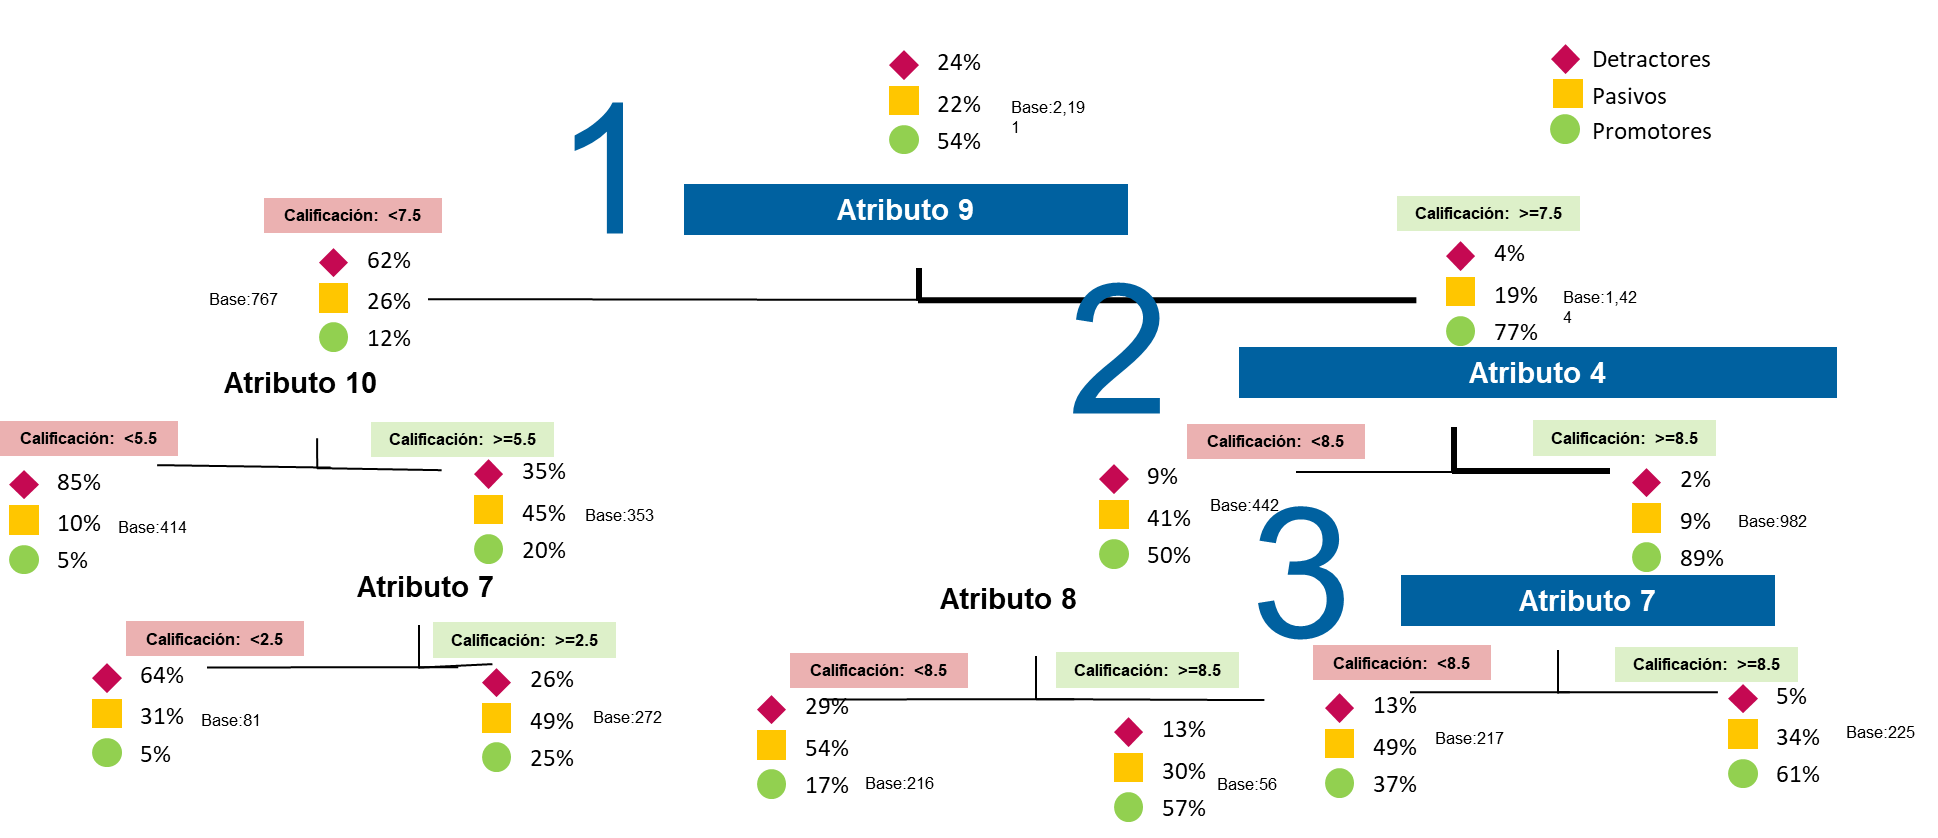 24%
22%
54%
Base:2,19
1
Detractores
Pasivos
Promotores
1
Atributo 9
Calificación: <7.5
62%
26%
12%
Base:767
Calificación: >=7.5
4%
19%
77%
Base:1,42
4
2
Atributo 10
Atributo 4
Calificación: <5.5
85%
10%
5%
Base:414
Calificación: >=5.5
35%
45%
20%
Base:353
Calificación: <8.5
9%
41%
50%
Base:442
Calificación: >=8.5
2%
9%
89%
Base:982
3
Atributo 7
Atributo 8
Atributo 7
Calificación: <2.5
64%
31%
5%
Base:81
Calificación: >=2.5
26%
49%
25%
Base:272
Calificación: <8.5
29%
54%
17%
Base:216
Calificación: >=8.5
13%
30%
57%
Base:56
Calificación: <8.5
13%
49%
37%
Base:217
Calificación: >=8.5
5%
34%
61%
Base:225